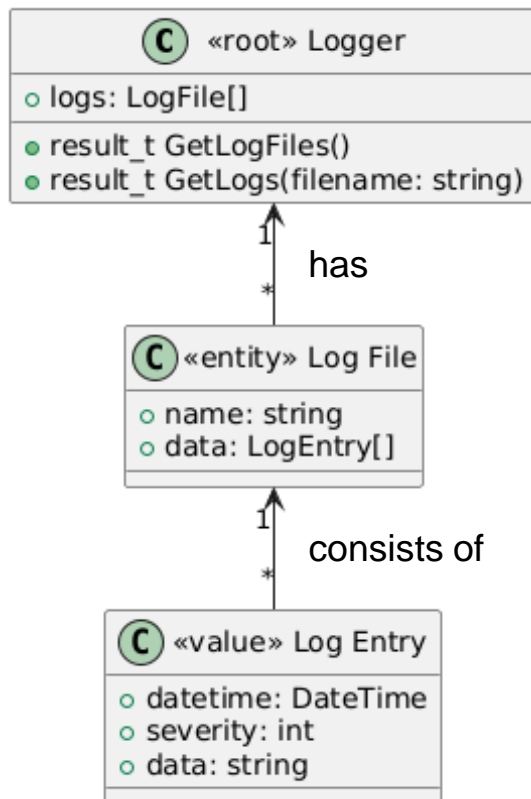 C «root» Logger
logs: LogFile[]
result_t GetLogFiles()
result_t GetLogs(filename: string)
1
has
*
C «entity» Log File
name: string
data: LogEntry[]
1
consists of
*
C «value» Log Entry
datetime: DateTime
severity: int
data: string